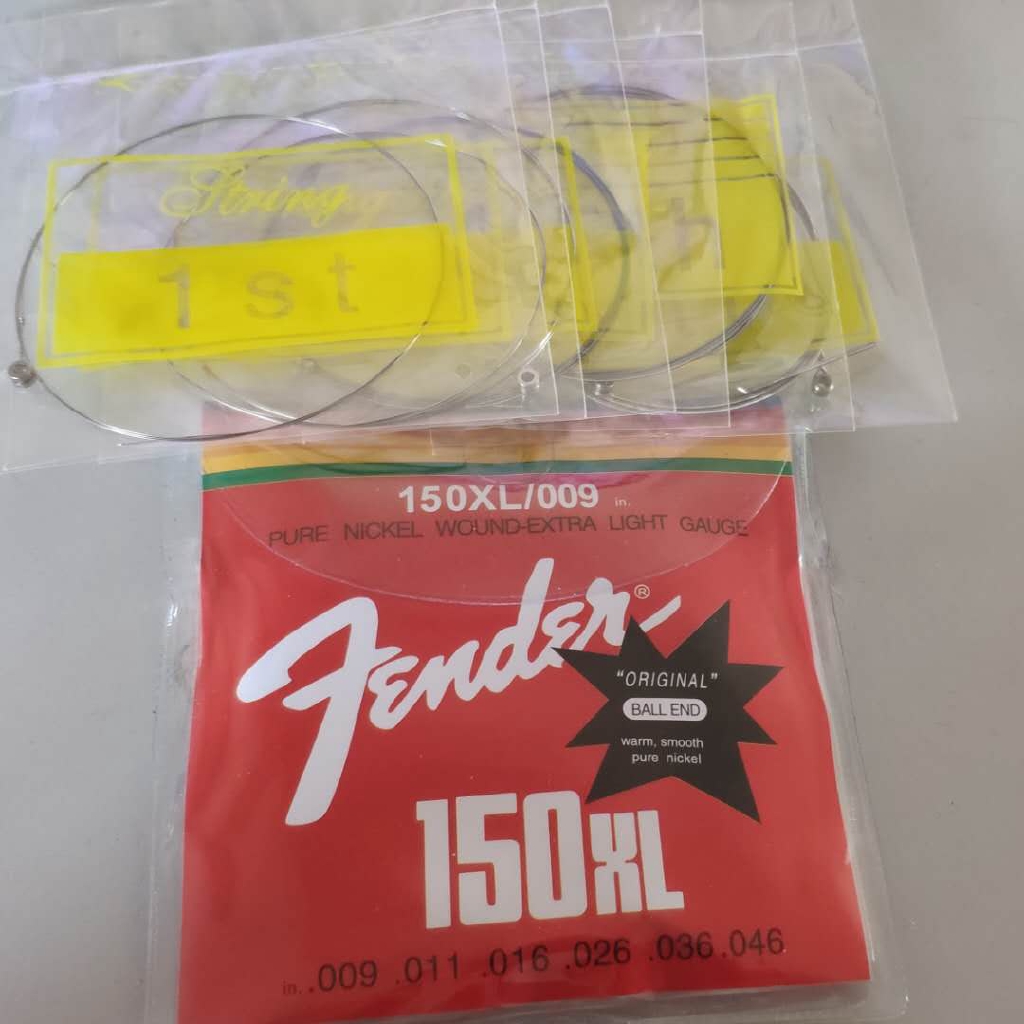 String
1st
150XL/009 in.
PURE NICKEL WOUND-EXTRA LIGHT GAUGE
Fender®
"ORIGINAL"
BALL END
warm, smooth
pure nickel
150XL
in. .009 .011 .016 .026 .036 .046